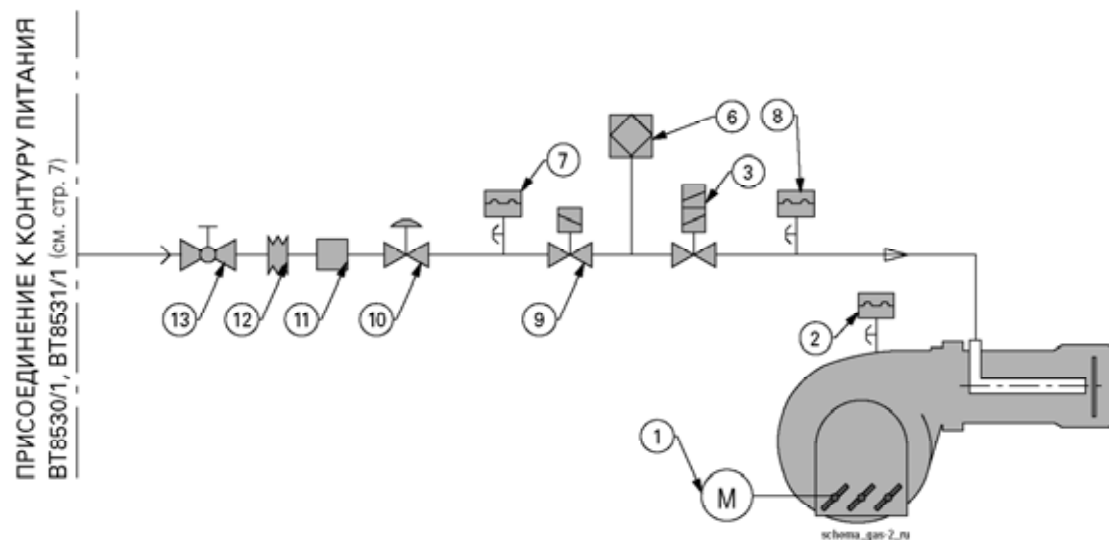 ПРИСОЕДИНЕНИЕ К КОНТУРУ ПИТАНИЯ
BT8530/1, BT8531/1 (см. стр. 7)
6
8
7
3
13
12
11
10
9
2
1
M
schema_gas-2_ru